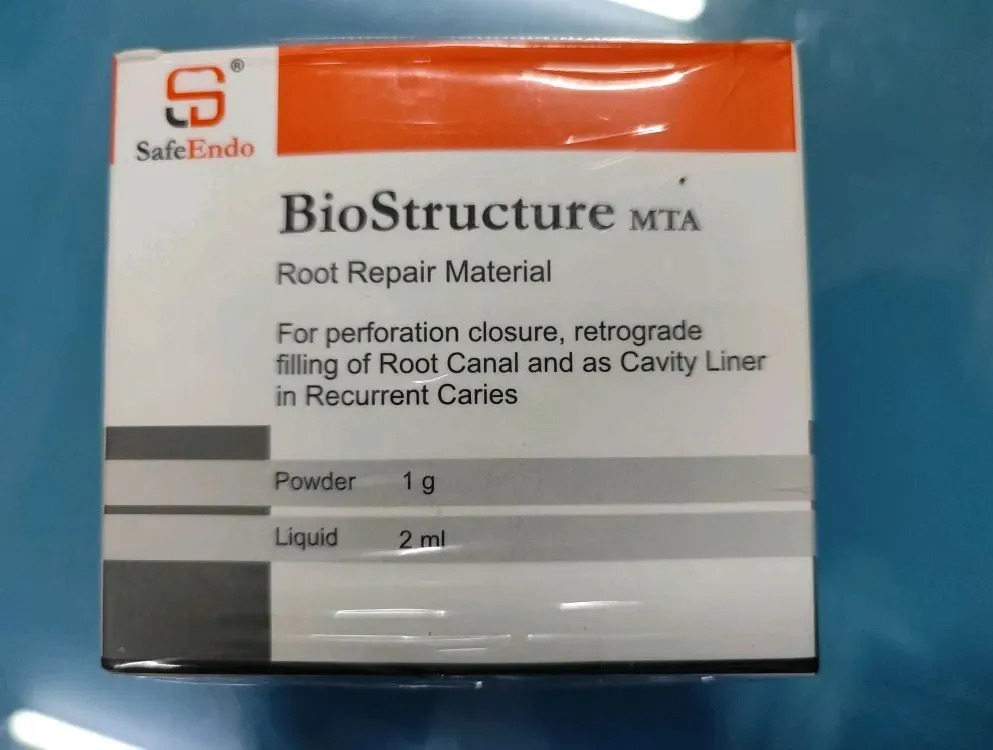 ®
SafeEndo
BioStructure MTA
Root Repair Material
For perforation closure, retrograde
filling of Root Canal and as Cavity Liner
in Recurrent Caries
Powder 1 g
Liquid 2 ml